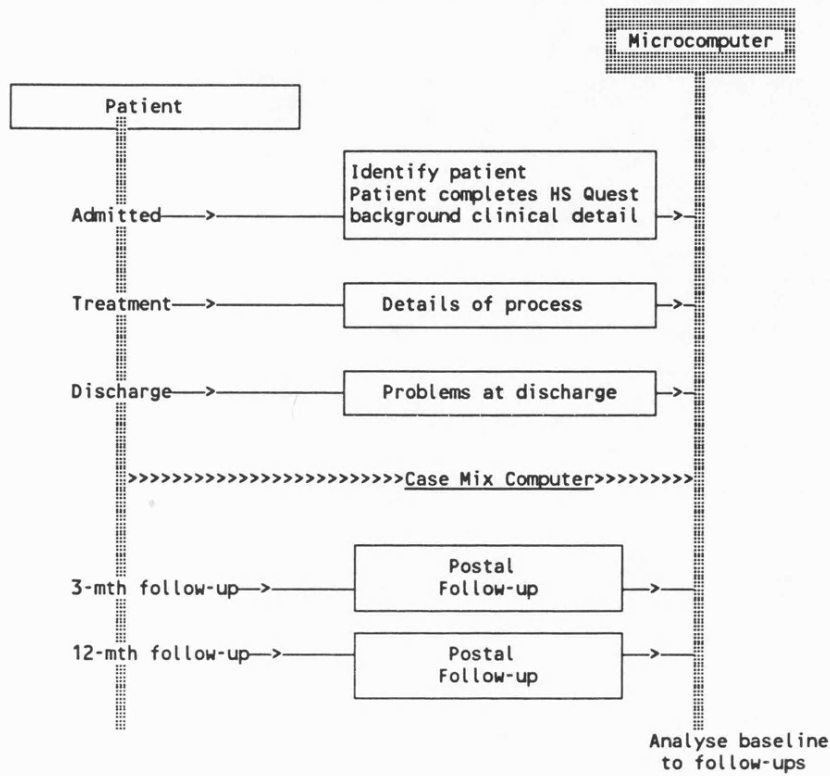 Microcomputer
Patient
Identify patient
Patient completes HS Quest
Admitted—>— background clinical detail —>—
Treatment—>— Details of process —>—
Discharge—>— Problems at discharge —>—
>>>>>>>>>>>>>>>>>>>>>>>>>Case Mix Computer>>>>>>>>>
Postal
3-mth follow-up—>— Follow-up —>—
12-mth follow-up—>— Postal —>—
Follow-up
Analyse baseline
to follow-ups